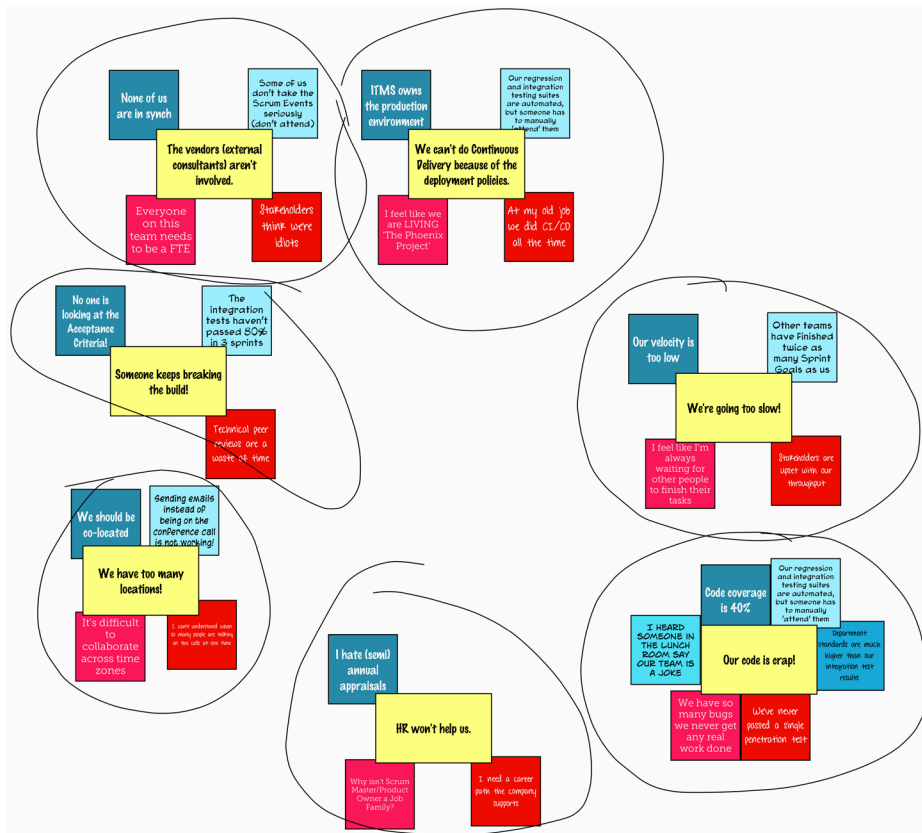 None of us
are in synch
Some of us
don't take the
Scrum Events
seriously
(don't attend)
The vendors (external
consultants) aren't
involved.
Everyone
on this
team needs
to be a FTE
Stakeholders
think we're
idiots
ITMS owns
the production
environment
Our regression
and integration
testing suites
are automated,
but someone has
to manually
'attend' them
We can't do Continuous
Delivery because of the
deployment policies.
I feel like we
are LIVING
'The Phoenix
Project'
At my old job
we did CI/CD
all the time
No one is
looking at the
Acceptance
Criteria!
The
integration
tests haven't
passed 80%
in 3 sprints
Someone keeps breaking
the build!
Technical peer
reviews are a
waste of time
Our velocity is
too low
Other teams
have finished
twice as
many Sprint
Goals as us
We're going too slow!
I feel like I'm
always
waiting for
other people
to finish their
tasks
Stakeholders are
upset with our
throughput
We should be
co-located
Sending emails
instead of
being on the
conference call
is not working!
We have too many
locations!
It's difficult
to
collaborate
across time
zones
I can't understand when
so many people are talking
on the calls at one time
I hate (semi)
annual
appraisals
HR won't help us.
Why isn't Scrum
Master/Product
Owner a Job
Family?
I need a career
path the company
supports
Code coverage
is 40%
Our regression
and integration
testing suites
are automated,
but someone has
to manually
'attend' them
I HEARD
SOMEONE IN
THE LUNCH
ROOM SAY
OUR TEAM IS
A JOKE
Our code is crap!
Department
standards are much
higher than our
integration test
results
We have so
many bugs
we never get
any real
work done
We've never
passed a single
penetration test